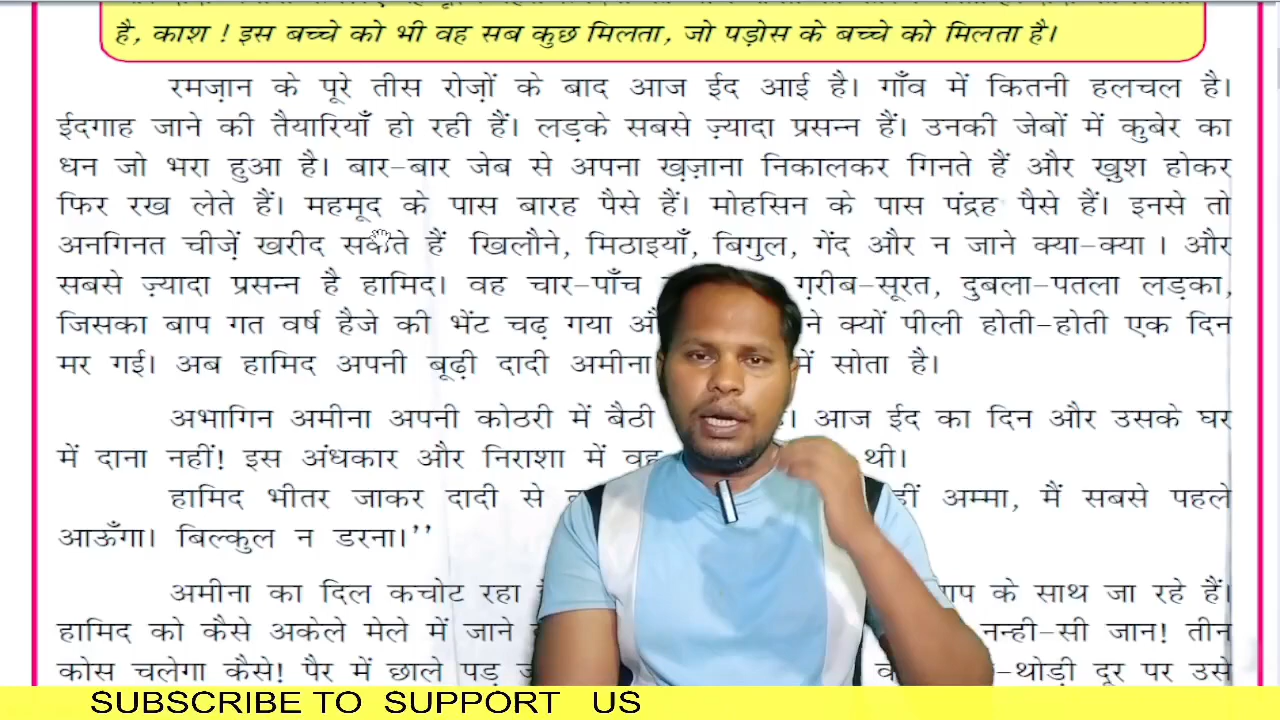 है, काश ! इस बच्चे को भी वह सब कुछ मिलता, जो पड़ोस के बच्चे को मिलता है।
रमज़ान के पूरे तीस रोज़ों के बाद आज ईद आई है। गाँव में कितनी हलचल है।
ईदगाह जाने की तैयारियाँ हो रही हैं। लड़के सबसे ज़्यादा प्रसन्न हैं। उनकी जेबों में कुबेर का
धन जो भरा हुआ है। बार-बार जेब से अपना ख़ज़ाना निकालकर गिनते हैं और ख़ुश होकर
फिर रख लेते हैं। महमूद के पास बारह पैसे हैं। मोहसिन के पास पंद्रह पैसे हैं। इनसे तो
अनगिनत चीज़ें खरीद सकते हैं खिलौने, मिठाइयाँ, बिगुल, गेंद और न जाने क्या-क्या । और
सबसे ज़्यादा प्रसन्न है हामिद। वह चार-पाँच ग़रीब-सूरत, दुबला-पतला लड़का,
जिसका बाप गत वर्ष हैजे की भेंट चढ़ गया क्यों पीली होती-होती एक दिन
मर गई। अब हामिद अपनी बूढ़ी दादी अमीना में सोता है।
अभागिन अमीना अपनी कोठरी में बैठी आज ईद का दिन और उसके घर
में दाना नहीं! इस अंधकार और निराशा में वह थी।
हामिद भीतर जाकर दादी से अम्मा, मैं सबसे पहले
आऊँगा। बिल्कुल न डरना।’’
अमीना का दिल कचोट रहा के साथ जा रहे हैं।
हामिद को कैसे अकेले मेले में जाने नन्ही-सी जान! तीन
कोस चलेगा कैसे! पैर में छाले पड़ दूर पर उसे
SUBSCRIBE TO SUPPORT US